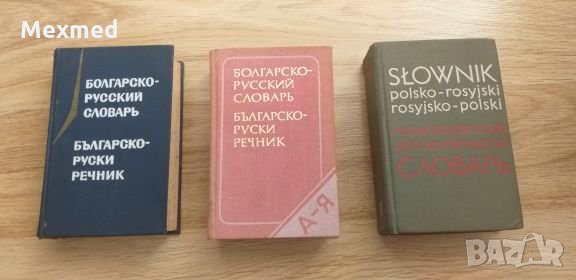 Mexmed
БОЛГАРСКО-
РУССКИЙ
СЛОВАРЬ
БЪЛГАРСКО-
РУСКИ
РЕЧНИК
БОЛГАРСКО-
РУССКИЙ
СЛОВАРЬ
БЪЛГАРСКО-
РУСКИ
РЕЧНИК
А-Я
SŁOWNIK
polsko-rosyjski
rosyjsko-polski
СЛОВАРЬ
BAZAR